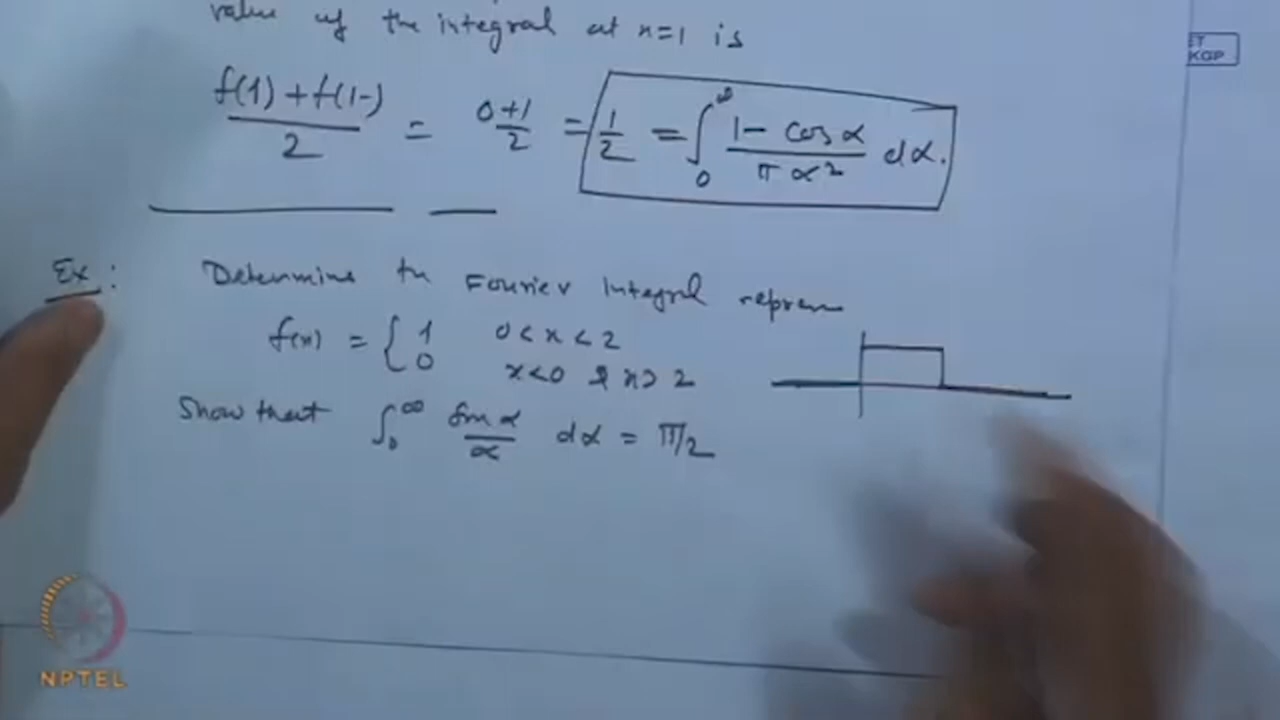 value of the integral at x=1 is
f(1) + f(1-) / 2 = 0+1 / 2 = 1/2 = ∫₀^∞ 1 - cos α / π α² dα.
IT
KGP
Ex: Determine the Fourier integral represn
f(x) = { 1 0 < x < 2
0 x < 0 & x > 2
Show that ∫₀^∞ sin α / α dα = π/2
NPTEL